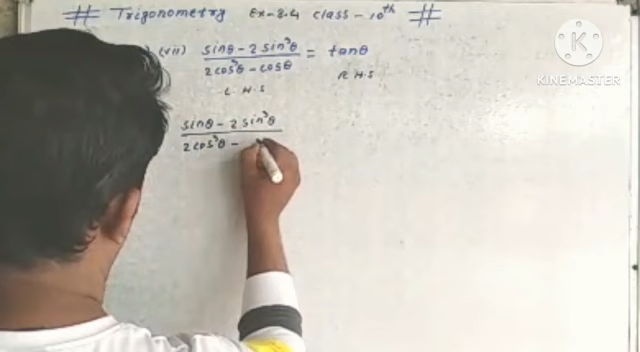 # Trigonometry Ex-8.4 class-10th #
(vii) sinθ - 2 sin³θ / 2cos³θ - cosθ = tanθ
L.H.S R.H.S
sinθ - 2 sin³θ / 2cos³θ -
KINEMASTER